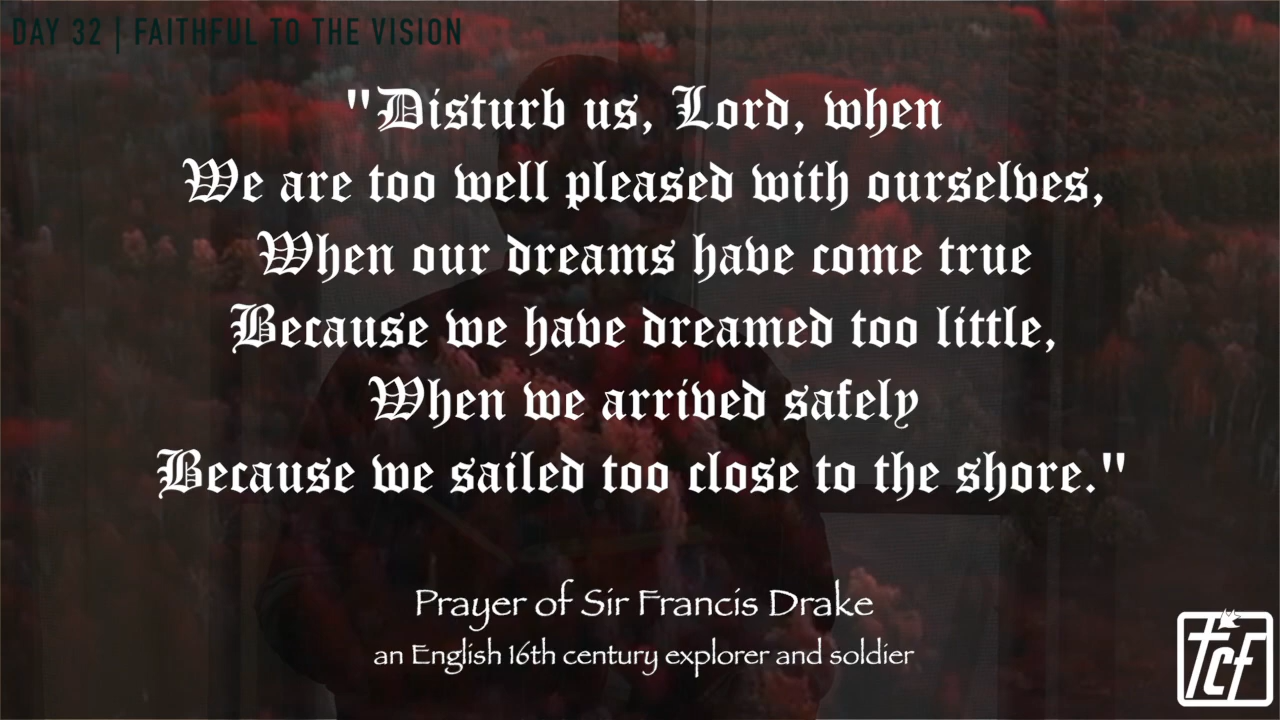 DAY 32 | FAITHFUL TO THE VISION
"Disturb us, Lord, when
We are too well pleased with ourselves,
When our dreams have come true
Because we have dreamed too little,
When we arrived safely
Because we sailed too close to the shore."
Prayer of Sir Francis Drake
an English 16th century explorer and soldier
tcf